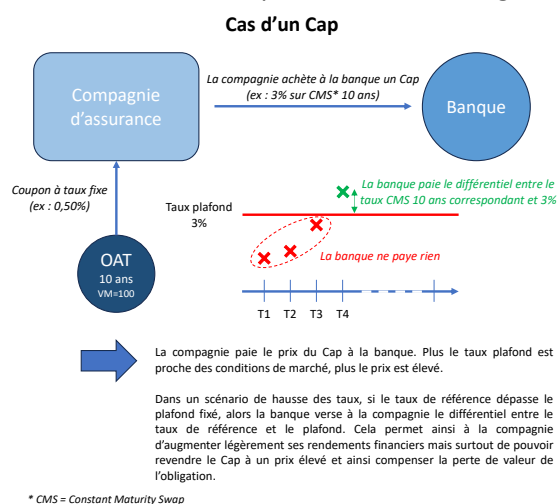 Cas d'un Cap
Compagnie
d'assurance
La compagnie achète à la banque un Cap
(ex : 3% sur CMS* 10 ans)
Banque
Coupon à taux fixe
(ex : 0,50%)
La banque paie le différentiel entre le
taux CMS 10 ans correspondant et 3%
Taux plafond
3%
La banque ne paye rien
OAT
10 ans
VM=100
T1 T2 T3 T4
La compagnie paie le prix du Cap à la banque. Plus le taux plafond est
proche des conditions de marché, plus le prix est élevé.
Dans un scénario de hausse des taux, si le taux de référence dépasse le
plafond fixé, alors la banque verse à la compagnie le différentiel entre le
taux de référence et le plafond. Cela permet ainsi à la compagnie
d'augmenter légèrement ses rendements financiers mais surtout de pouvoir
revendre le Cap à un prix élevé et ainsi compenser la perte de valeur de
l'obligation.
* CMS = Constant Maturity Swap